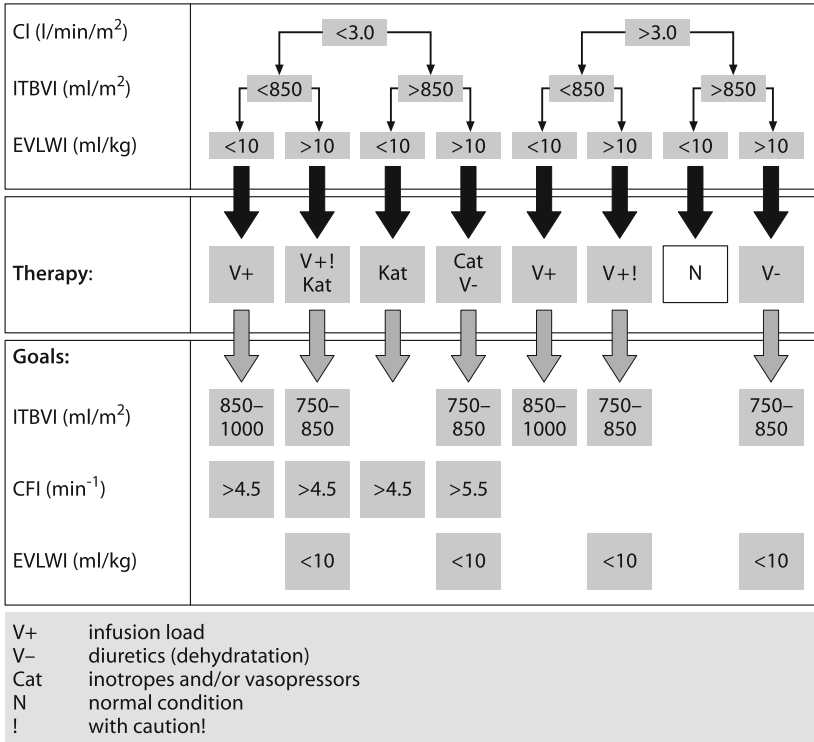 CI (l/min/m²) <3.0 >3.0
ITBVI (ml/m²) <850 >850 <850 >850
EVLWI (ml/kg) <10 >10 <10 >10 <10 >10 <10 >10
Therapy: V+ V+! Kat Kat Cat V- V+ V+! N V-
Goals:
ITBVI (ml/m²) 850–1000 750–850 750–850 850–1000 750–850 750–850
CFI (min⁻¹) >4.5 >4.5 >4.5 >5.5
EVLWI (ml/kg) <10 <10 <10 <10
V+ infusion load
V– diuretics (dehydratation)
Cat inotropes and/or vasopressors
N normal condition
! with caution!